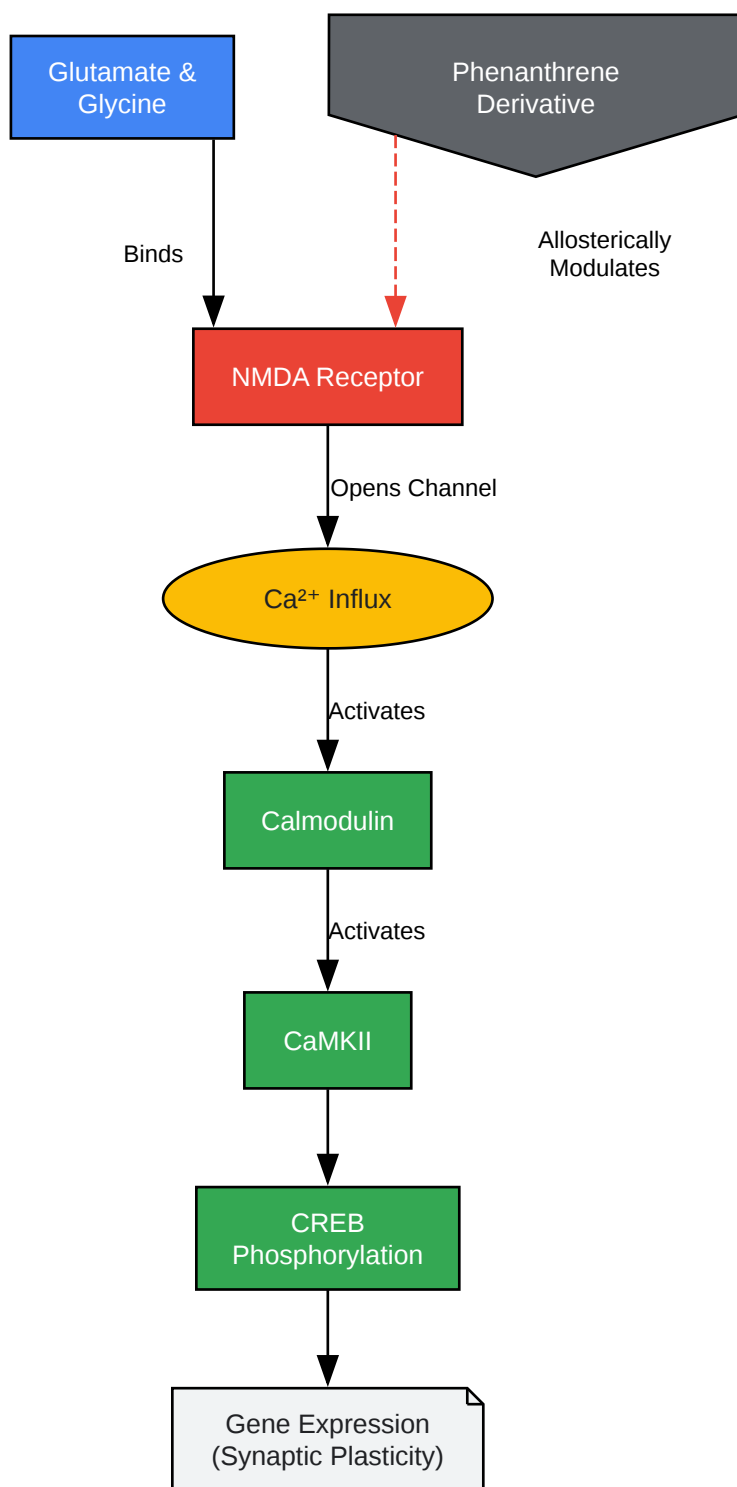 Glutamate &
Glycine
Phenanthrene
Derivative
Binds
Allosterically
Modulates
NMDA Receptor
Opens Channel
Ca²⁺ Influx
Activates
Calmodulin
Activates
CaMKII
CREB
Phosphorylation
Gene Expression
(Synaptic Plasticity)